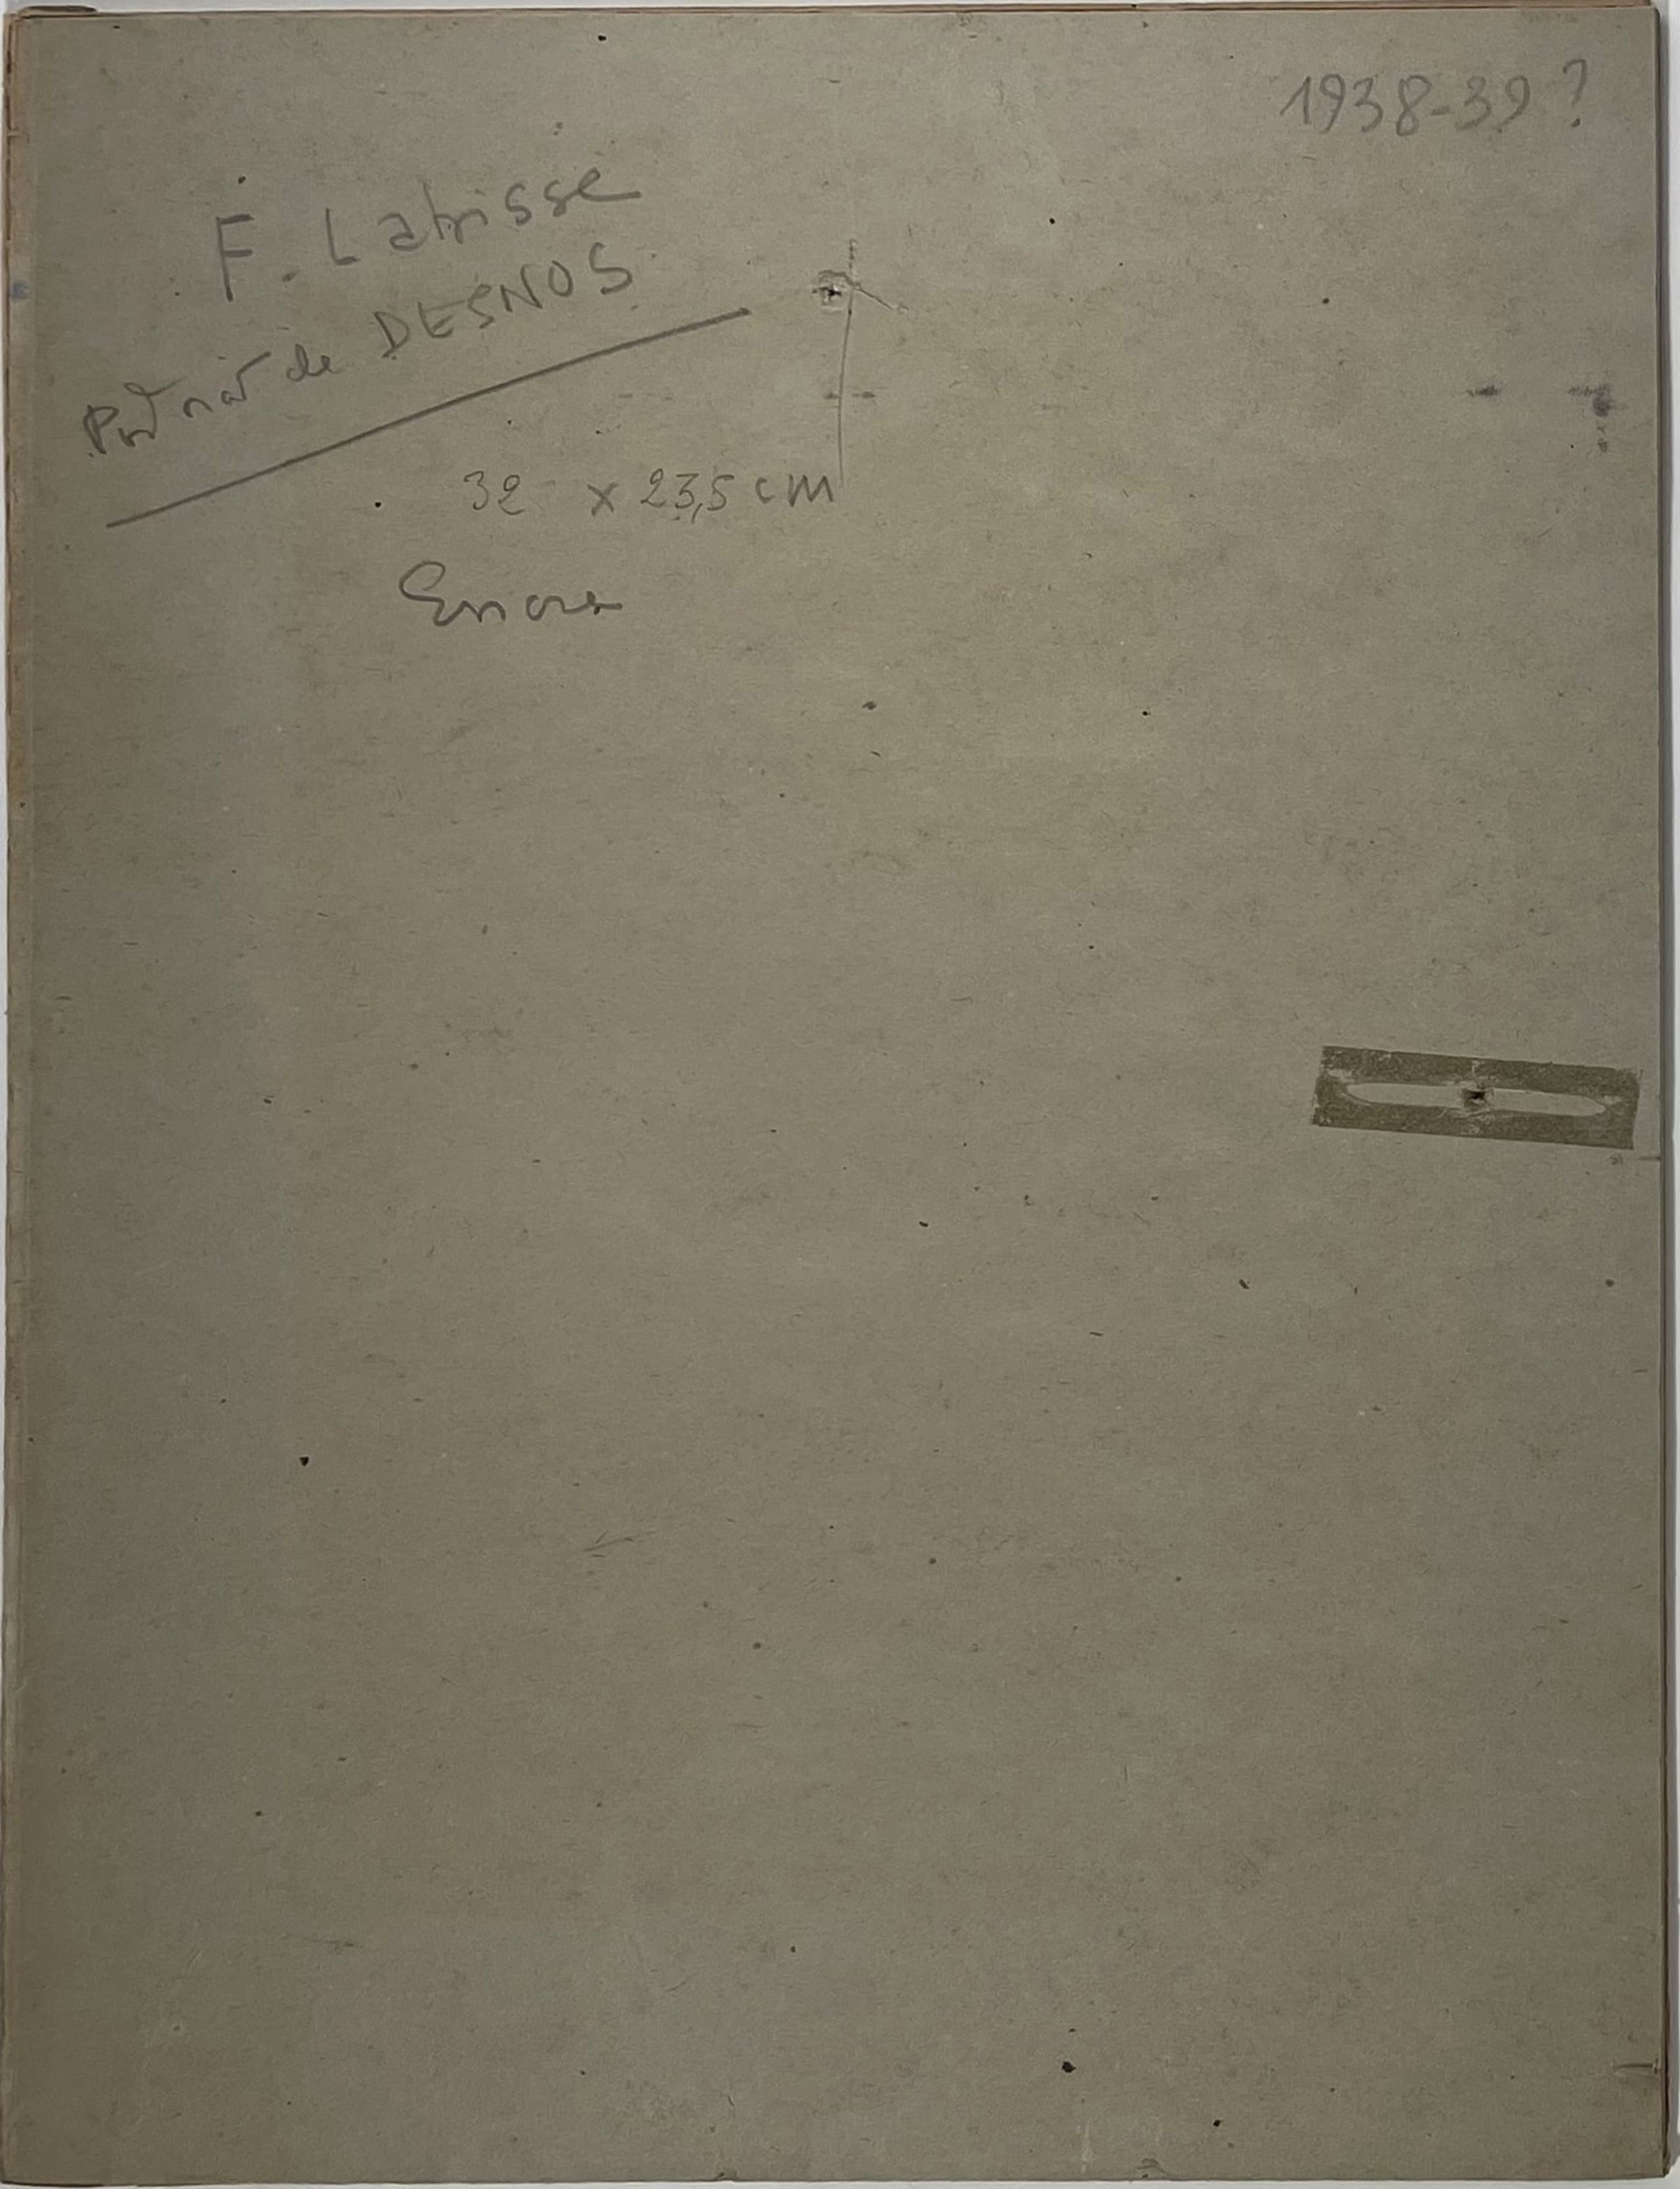 1938-39 ?
F. Labisse
Portrait de DESNOS
32 x 23,5 cm
Encre